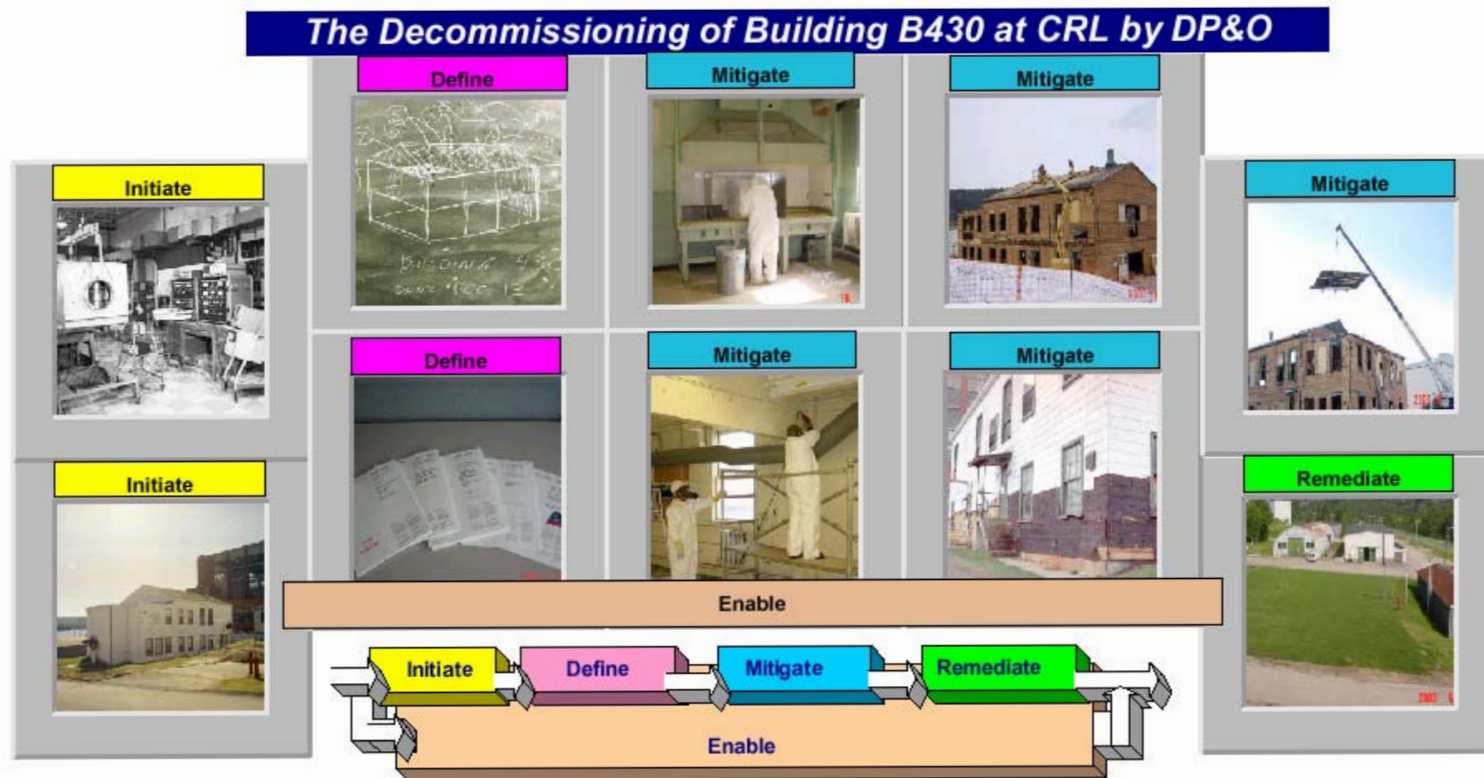 The Decommissioning of Building B430 at CRL by DP&O
Define
Mitigate
Mitigate
Initiate
Mitigate
Define
Mitigate
Mitigate
Initiate
Remediate
Enable
Initiate
Define
Mitigate
Remediate
Enable
BUILDING